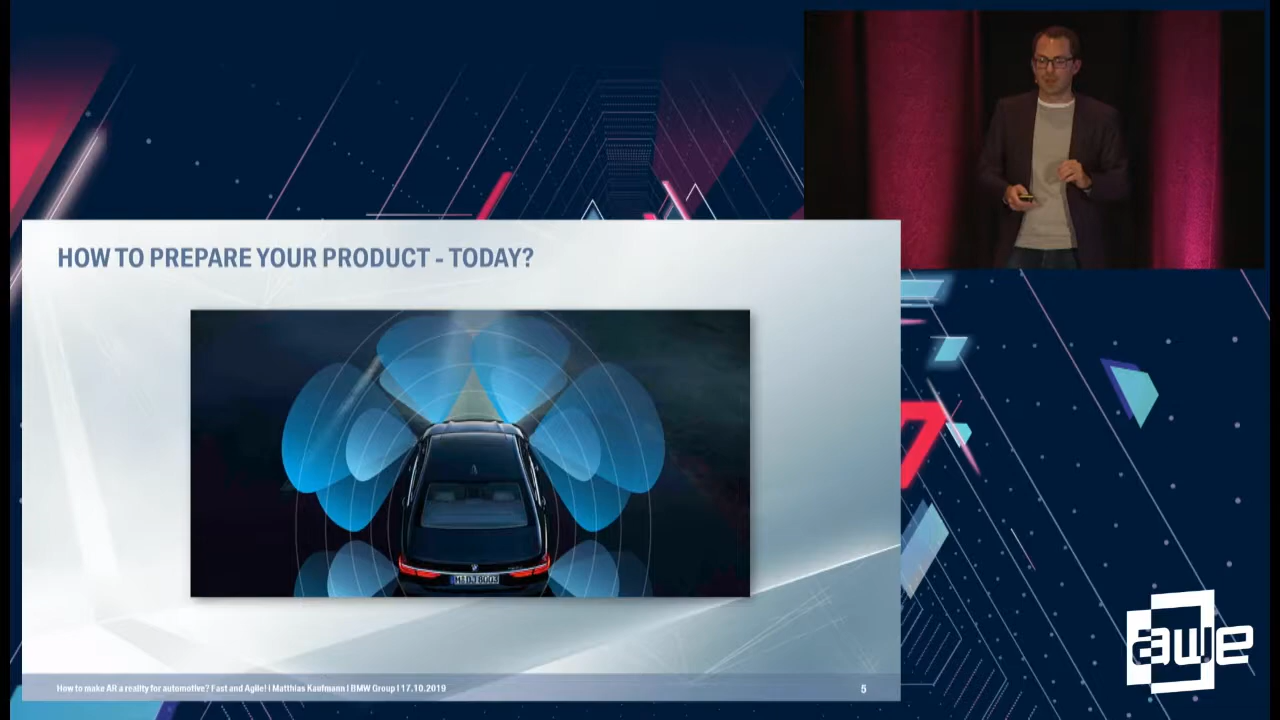 HOW TO PREPARE YOUR PRODUCT - TODAY?
How to make AR a reality for automotive? Fast and Agile! | Matthias Kaufmann | BMW Group | 17.10.2019
5
awe